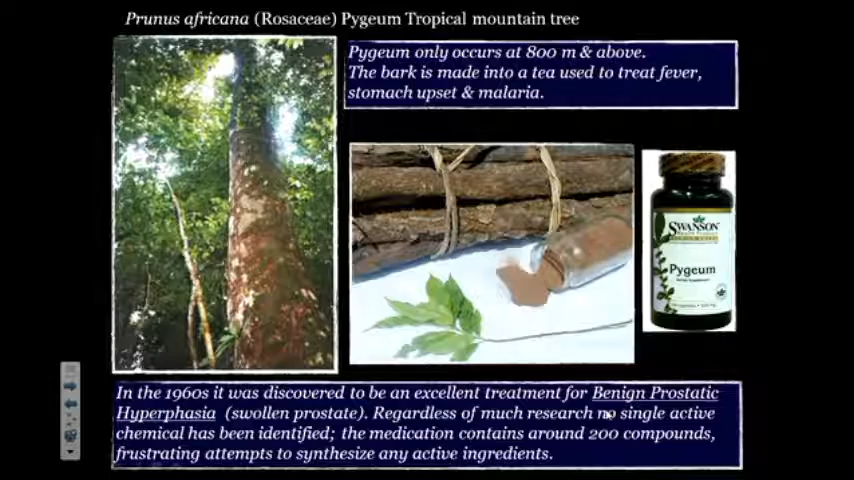 Prunus africana (Rosaceae) Pygeum Tropical mountain tree
Pygeum only occurs at 800 m & above.
The bark is made into a tea used to treat fever,
stomach upset & malaria.
SWANSON
Pygeum
In the 1960s it was discovered to be an excellent treatment for Benign Prostatic
Hyperphasia (swollen prostate). Regardless of much research no single active
chemical has been identified; the medication contains around 200 compounds,
frustrating attempts to synthesize any active ingredients.